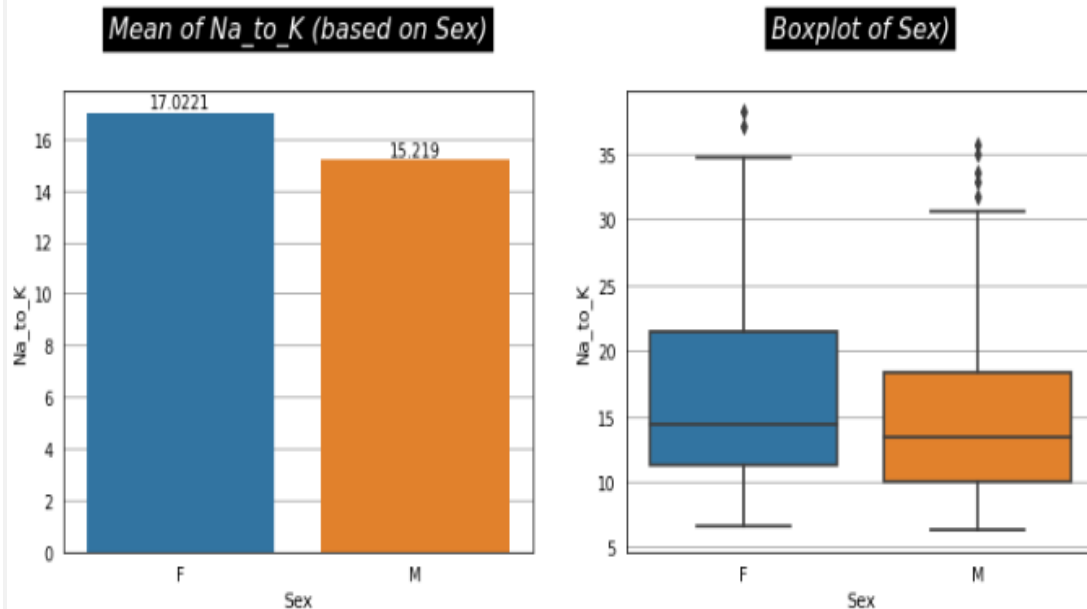 Mean of Na_to_K (based on Sex)
17.0221
15.219
16
14
12
10
8
6
4
2
0
Na_to_K
F
M
Sex
Boxplot of Sex)
35
30
25
20
15
10
5
Na_to_K
F
M
Sex